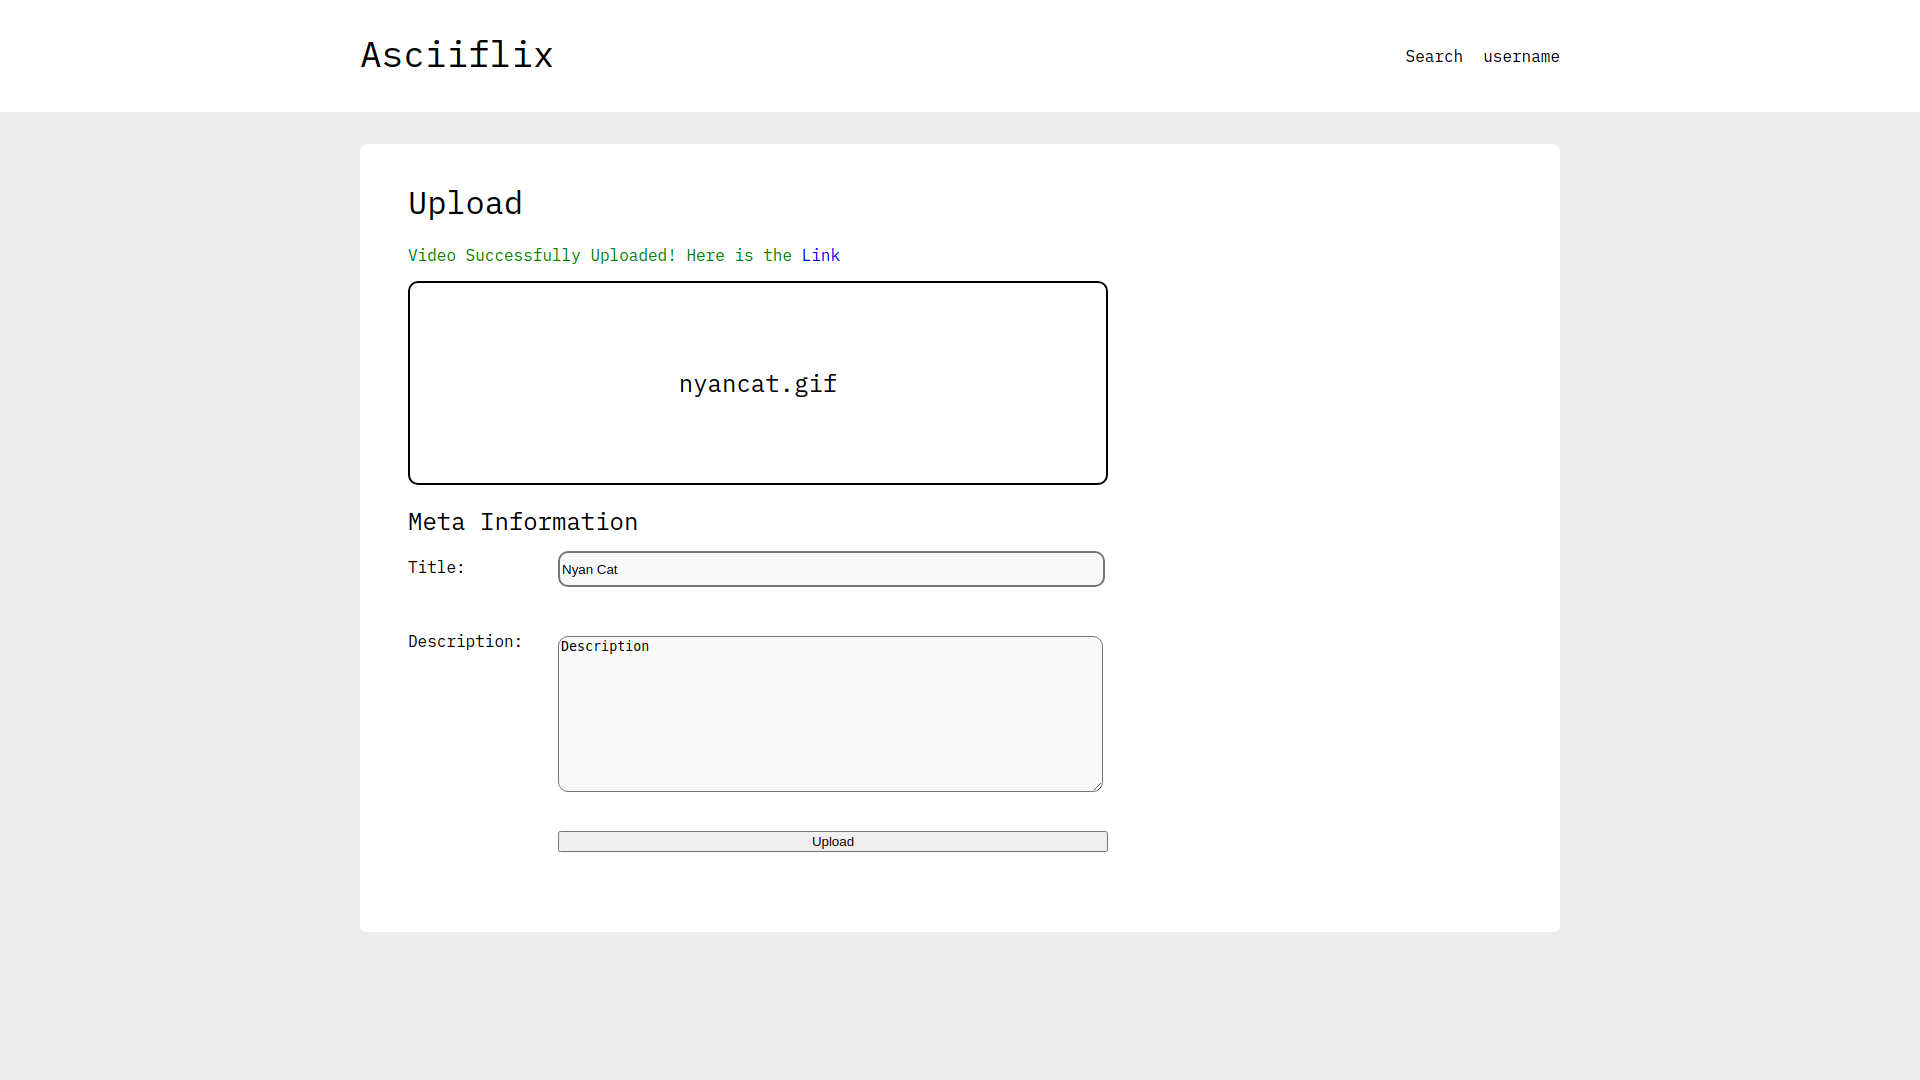 Asciiflix
Search username
Upload
Video Successfully Uploaded! Here is the Link
nyancat.gif
Meta Information
Title: Nyan Cat
Description: Description
Upload